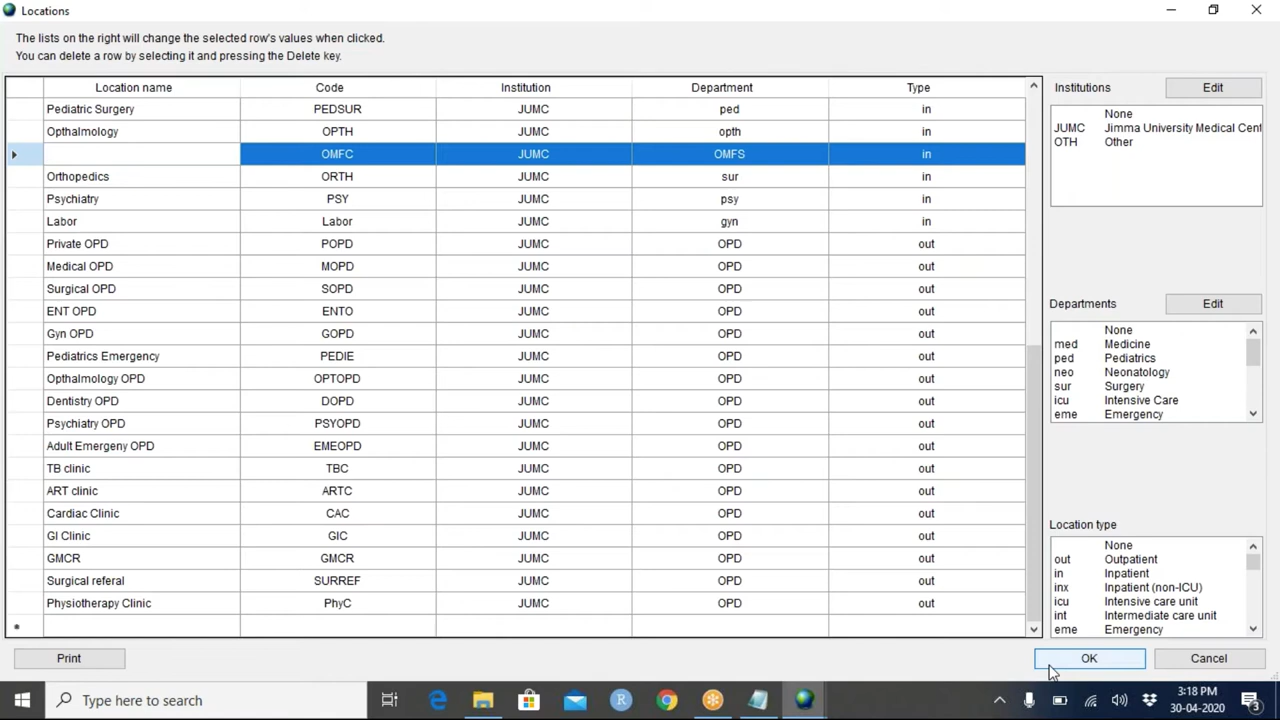 Locations
The lists on the right will change the selected row's values when clicked.
You can delete a row by selecting it and pressing the Delete key.
Location name Code Institution Department Type
Pediatric Surgery PEDSUR JUMC ped in
Opthalmology OPTH JUMC opth in
OMFC JUMC OMFS in
Orthopedics ORTH JUMC sur in
Psychiatry PSY JUMC psy in
Labor Labor JUMC gyn in
Private OPD POPD JUMC OPD out
Medical OPD MOPD JUMC OPD out
Surgical OPD SOPD JUMC OPD out
ENT OPD ENTO JUMC OPD out
Gyn OPD GOPD JUMC OPD out
Pediatrics Emergency PEDIE JUMC OPD out
Opthalmology OPD OPTOPD JUMC OPD out
Dentistry OPD DOPD JUMC OPD out
Psychiatry OPD PSYOPD JUMC OPD out
Adult Emergeny OPD EMEOPD JUMC OPD out
TB clinic TBC JUMC OPD out
ART clinic ARTC JUMC OPD out
Cardiac Clinic CAC JUMC OPD out
GI Clinic GIC JUMC OPD out
GMCR GMCR JUMC OPD out
Surgical referal SURREF JUMC OPD out
Physiotherapy Clinic PhyC JUMC OPD out
*
Institutions Edit
None
JUMC Jimma University Medical Cent
OTH Other
Departments Edit
None
med Medicine
ped Pediatrics
neo Neonatology
sur Surgery
icu Intensive Care
eme Emergency
Location type
None
out Outpatient
in Inpatient
inx Inpatient (non-ICU)
icu Intensive care unit
int Intermediate care unit
eme Emergency
Print OK Cancel
Type here to search
R
3:18 PM
30-04-2020
3